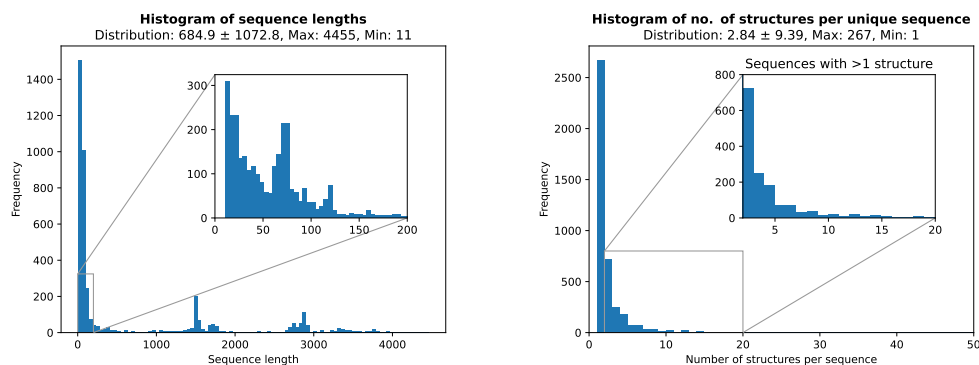 Histogram of sequence lengths
Distribution: 684.9 ± 1072.8, Max: 4455, Min: 11
Frequency
1400
1200
1000
800
600
400
200
0
0 1000 2000 3000 4000
Sequence length
300
200
100
0
0 50 100 150 200
Histogram of no. of structures per unique sequence
Distribution: 2.84 ± 9.39, Max: 267, Min: 1
Frequency
2500
2000
1500
1000
500
0
0 10 20 30 40 50
Number of structures per sequence
Sequences with >1 structure
800
600
400
200
0
5 10 15 20